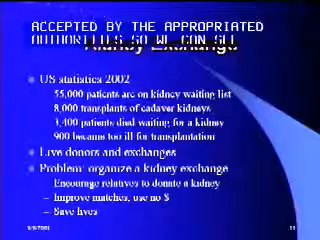 ACCEPTED BY THE APPROPRIATED
AUTHORITIES SO WE CAN SEE
Kidney Exchange
US statistics 2002
55,000 patients are on kidney waiting list
8,000 transplants of cadaver kidneys
3,400 patients died waiting for a kidney
900 became too ill for transplantation
Live donors and exchanges
Problem: organize a kidney exchange
– Encourage relatives to donate a kidney
– Improve matches, use no $
– Save lives
11